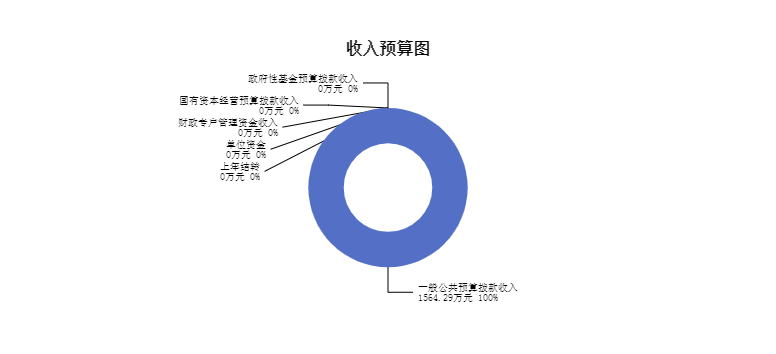 收入预算图
政府性基金预算拨款收入
0万元 0%
国有资本经营预算拨款收入
0万元 0%
财政专户管理资金收入
0万元 0%
单位资金
0万元 0%
上年结转
0万元 0%
一般公共预算拨款收入
1564.29万元 100%